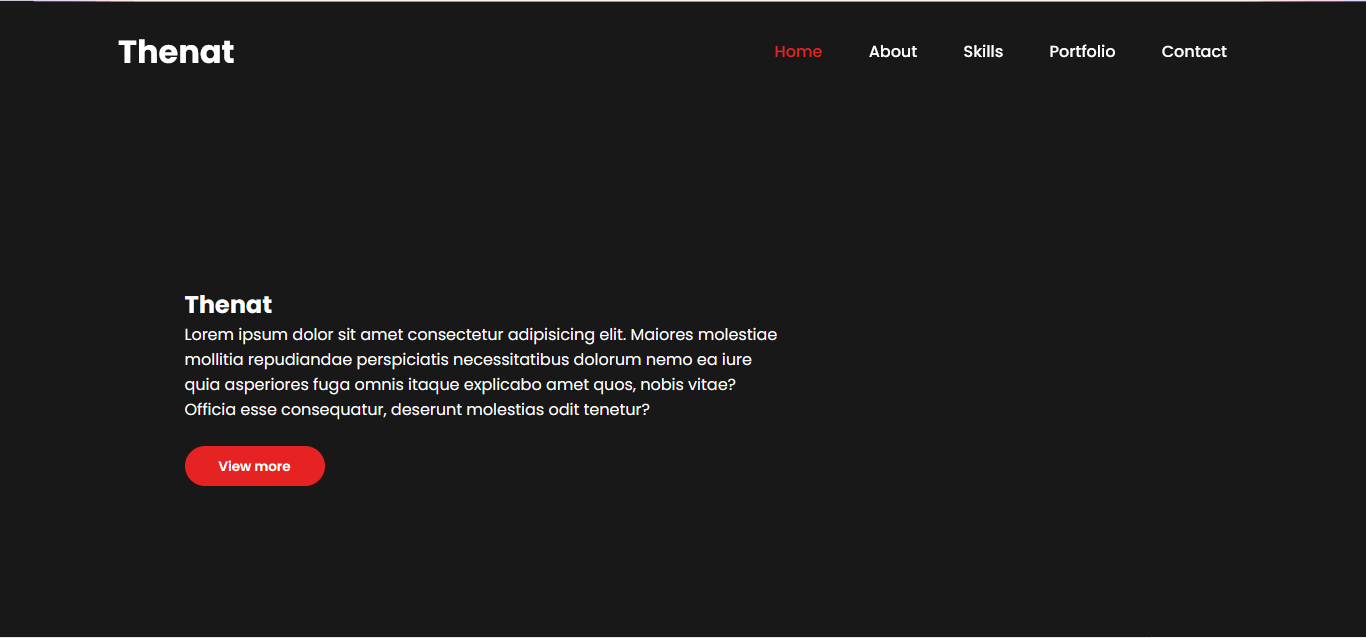 Thenat
Home About Skills Portfolio Contact
Thenat
Lorem ipsum dolor sit amet consectetur adipisicing elit. Maiores molestiae
mollitia repudiandae perspiciatis necessitatibus dolorum nemo ea iure
quia asperiores fuga omnis itaque explicabo amet quos, nobis vitae?
Officia esse consequatur, deserunt molestias odit tenetur?
View more